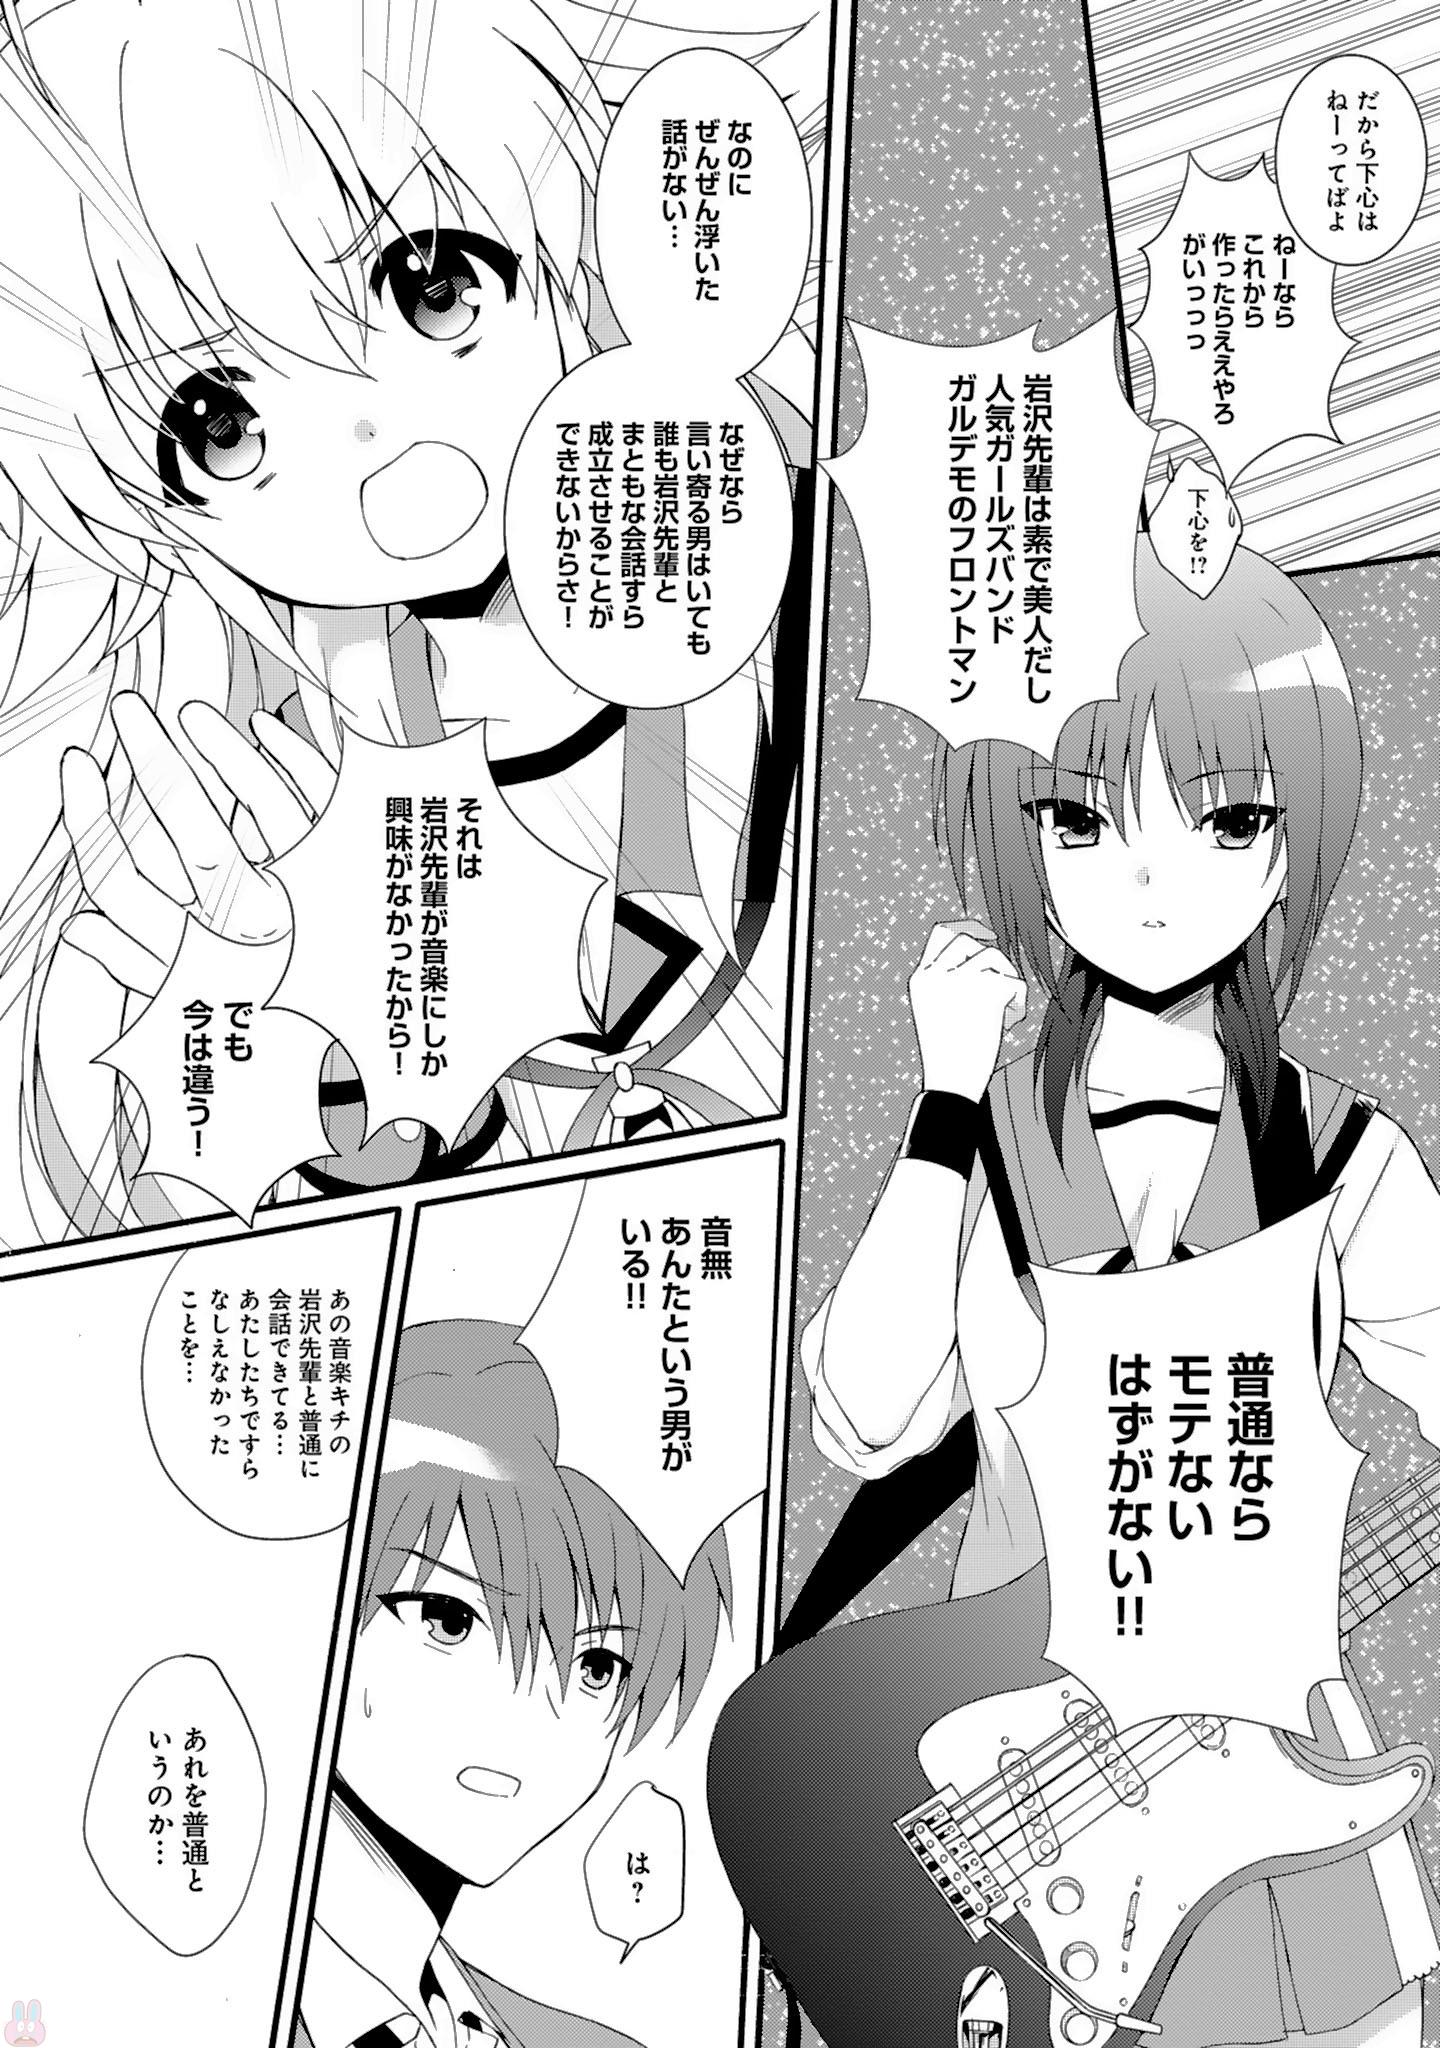 だから下心は
ねーってばよ
ねーなら
これから
作ったらええやろ
がいっっっ
下心を!?
岩沢先輩は素で美人だし
人気ガールズバンド
ガルデモのフロントマン
普通なら
モテない
はずがない!!
なのに
ぜんぜん浮いた
話がない…
なぜなら
言い寄る男はいても
誰も岩沢先輩と
まともな会話すら
成立させることが
できないからさ！
それは
岩沢先輩が音楽にしか
興味がなかったから！
でも
今は違う！
音無
あんたという男が
いる!!
は？
あの音楽キチの
岩沢先輩と普通に
会話できてる…
あたしたちですら
なしえなかった
ことを…
あれを普通と
いうのか…